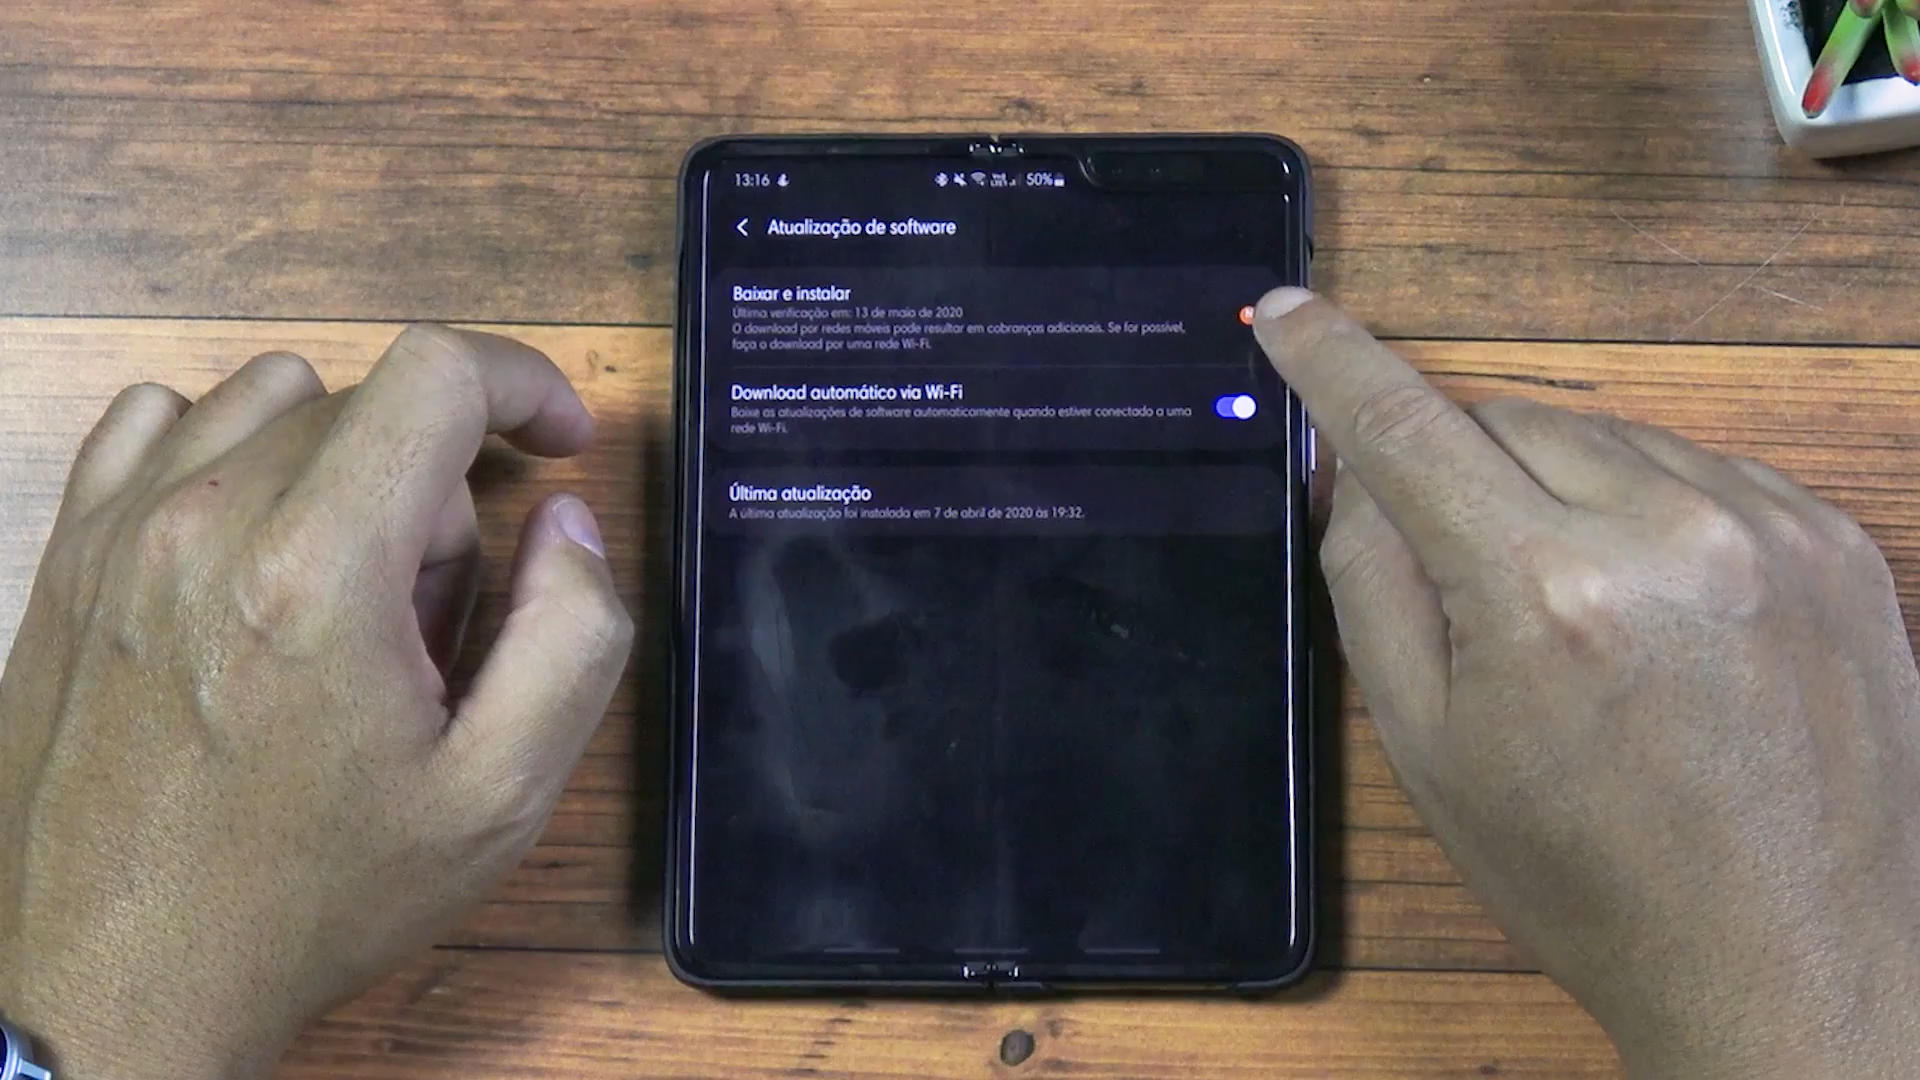 13:16
50%
Atualização de software
Baixar e instalar
Última verificação em: 13 de maio de 2020
O download por redes móveis pode resultar em cobranças adicionais. Se for possível,
faça o download por uma rede Wi-Fi.
N
Download automático via Wi-Fi
Baixe as atualizações de software automaticamente quando estiver conectado a uma
rede Wi-Fi.
Última atualização
A última atualização foi instalada em 7 de abril de 2020 às 19:32.